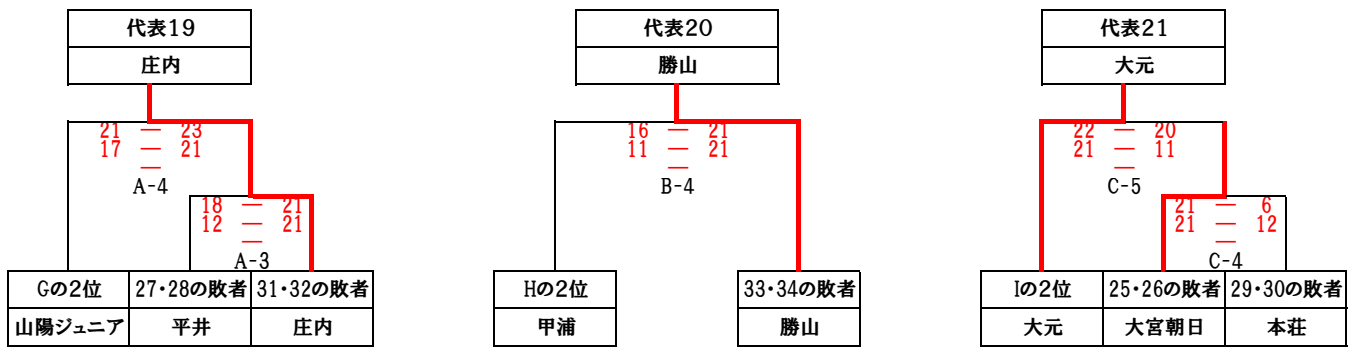 代表19
庄内
21 — 23
17 — 21
—
A-4
18 — 21
12 — 21
—
A-3
Gの2位 27・28の敗者 31・32の敗者
山陽ジュニア 平井 庄内
代表20
勝山
16 — 21
11 — 21
—
B-4
Hの2位 33・34の敗者
甲浦 勝山
代表21
大元
22 — 20
21 — 11
—
C-5
21 — 6
21 — 12
—
C-4
Iの2位 25・26の敗者 29・30の敗者
大元 大宮朝日 本荘